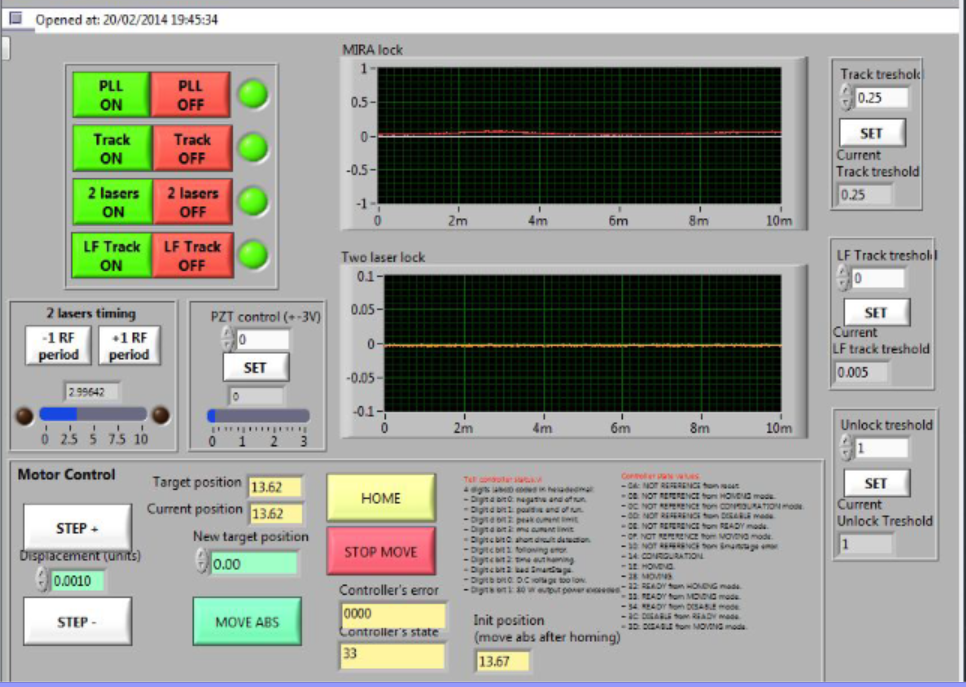 Opened at: 20/02/2014 19:45:34
PLL
ON
PLL
OFF
Track
ON
Track
OFF
2 lasers
ON
2 lasers
OFF
LF Track
ON
LF Track
OFF
MIRA lock
1
0.5
0
-0.5
-1
0 2m 4m 6m 8m 10m
Two laser lock
0.1
0.05
0
-0.05
-0.1
0 2m 4m 6m 8m 10m
Track treshold
0.25
SET
Current
Track treshold
0.25
LF Track treshold
0
SET
Current
LF track treshold
0.005
Unlock treshold
1
SET
Current
Unlock Treshold
1
2 lasers timing
-1 RF
period
+1 RF
period
2.99642
0 2.5 5 7.5 10
PZT control (+-3V)
0
SET
0
0 1 2 3
Motor Control
STEP +
Displacement (units)
0.0010
STEP -
Target position 13.62
Current position 13.62
New target position
0.00
MOVE ABS
HOME
STOP MOVE
Controller's error
0000
Controller's state
33
Tell controller status.vi
4 digits (abcd) coded in hexadecimal:
- Digit d bit 0: negative end of run.
- Digit d bit 1: positive end of run.
- Digit d bit 2: peak current limit.
- Digit d bit 3: rms current limit.
- Digit c bit 0: short circuit detection.
- Digit c bit 1: following error.
- Digit c bit 2: time out homing.
- Digit c bit 3: bad SmartStage.
- Digit b bit 0: D.C voltage too low.
- Digit b bit 1: 80 W output power exceeded.
Controller state values:
- 0A: NOT REFERENCE from reset.
- 0B: NOT REFERENCE from HOMING mode.
- 0C: NOT REFERENCE from CONFIGURATION mode.
- 0D: NOT REFERENCE from DISABLE mode.
- 0E: NOT REFERENCE from READY mode.
- 0F: NOT REFERENCE from MOVING mode.
- 10: NOT REFERENCE from Smartstage error.
- 14: CONFIGURATION.
- 1E: HOMING.
- 28: MOVING.
- 32: READY from HOMING mode.
- 33: READY from MOVING mode.
- 34: READY from DISABLE mode.
- 3C: DISABLE from READY mode.
- 3D: DISABLE from MOVING mode.
Init position
(move abs after homing)
13.67